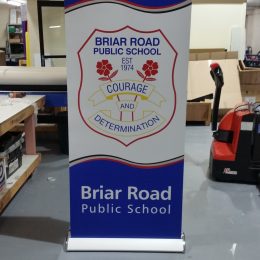 BRIAR ROAD
PUBLIC SCHOOL
EST
1974
COURAGE
AND
DETERMINATION
Briar Road
Public School